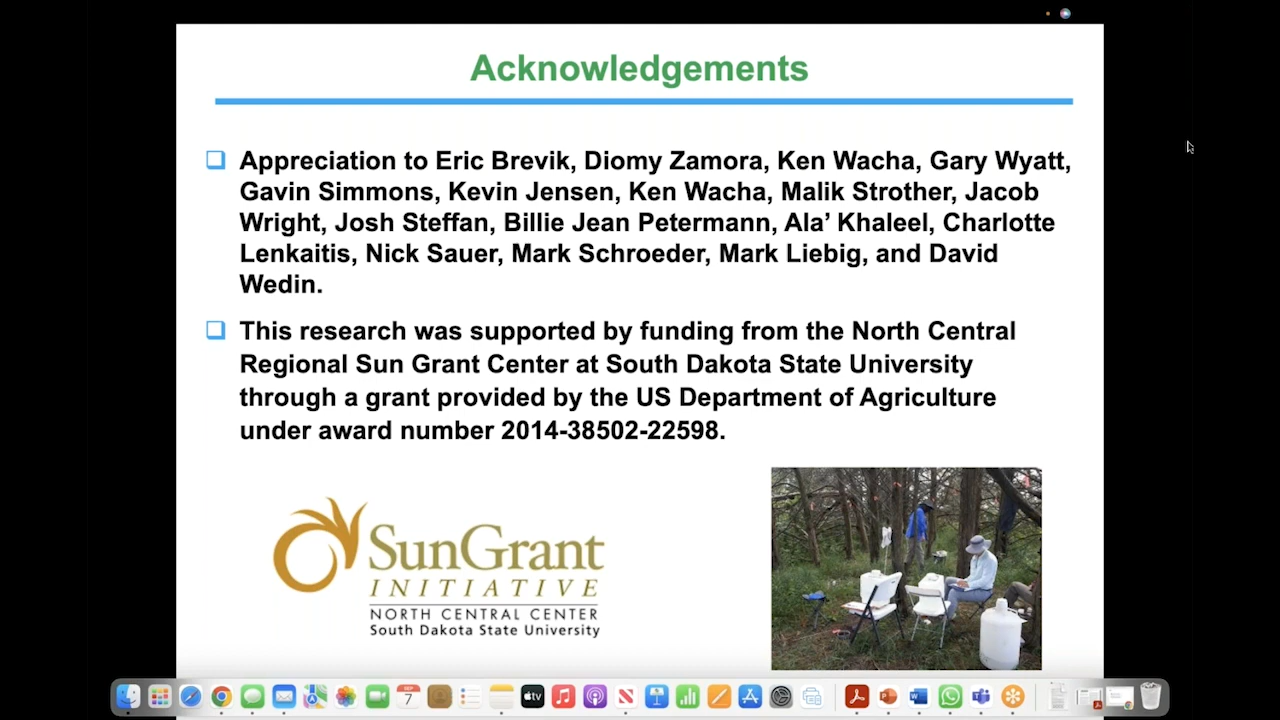 Acknowledgements
Appreciation to Eric Brevik, Diomy Zamora, Ken Wacha, Gary Wyatt,
Gavin Simmons, Kevin Jensen, Ken Wacha, Malik Strother, Jacob
Wright, Josh Steffan, Billie Jean Petermann, Ala’ Khaleel, Charlotte
Lenkaitis, Nick Sauer, Mark Schroeder, Mark Liebig, and David
Wedin.
This research was supported by funding from the North Central
Regional Sun Grant Center at South Dakota State University
through a grant provided by the US Department of Agriculture
under award number 2014-38502-22598.
SunGrant
INITIATIVE
NORTH CENTRAL CENTER
South Dakota State University
SEP
7
tv